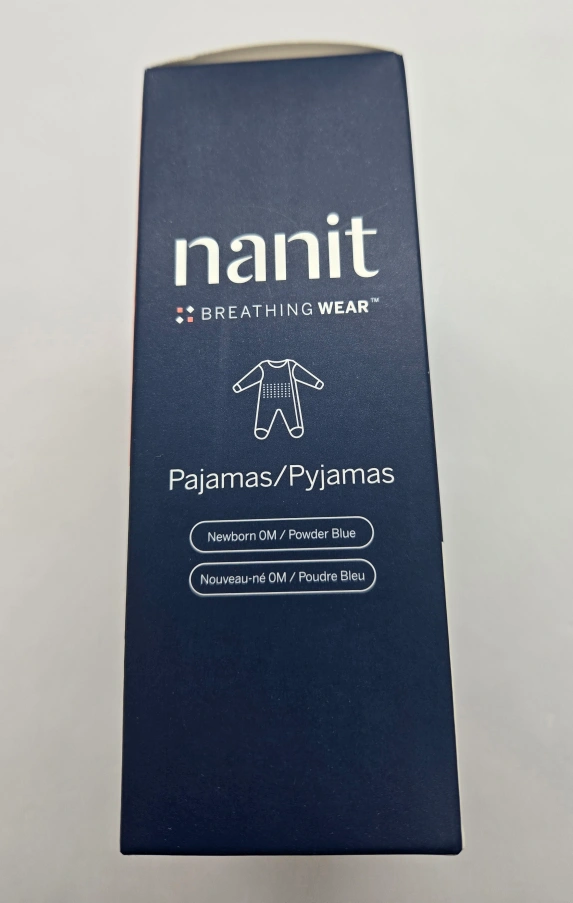 nanit
BREATHING WEAR™
Pajamas/Pyjamas
Newborn 0M / Powder Blue
Nouveau-né 0M / Poudre Bleu